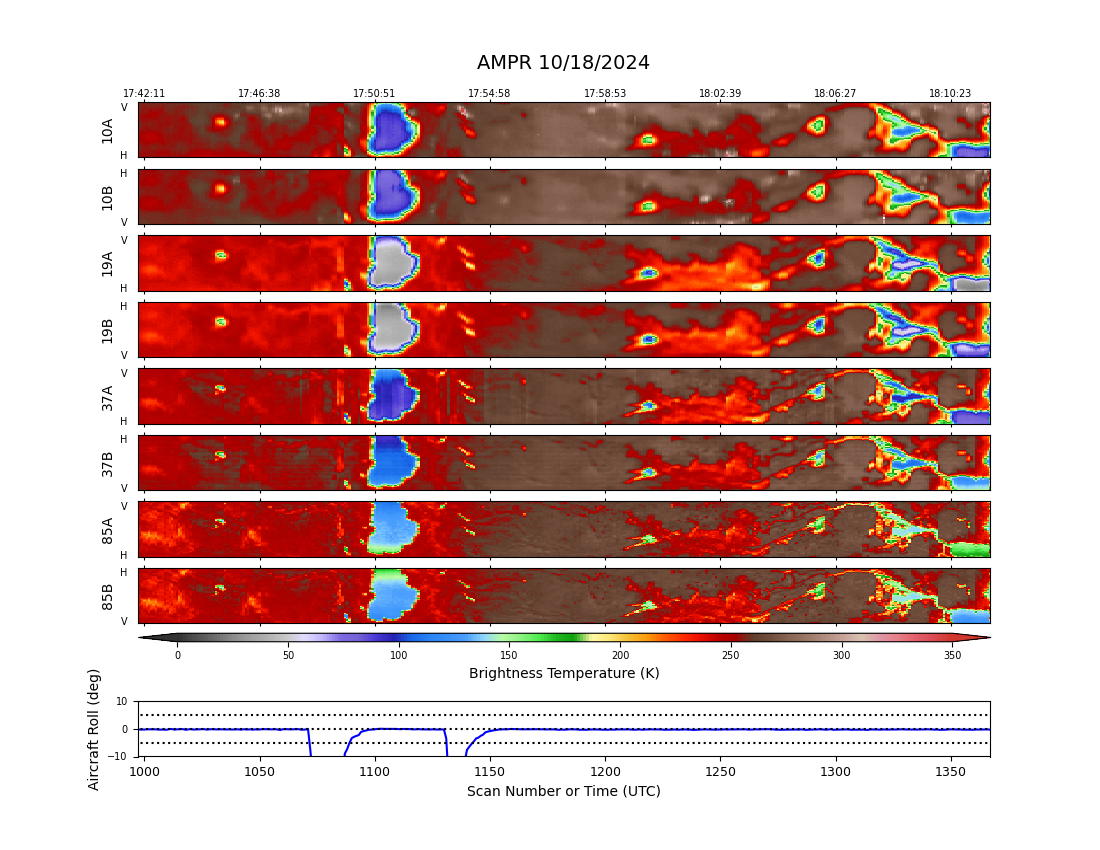 AMPR 10/18/2024
17:42:11 17:46:38 17:50:51 17:54:58 17:58:53 18:02:39 18:06:27 18:10:23
V
10A
H
H
10B
V
V
19A
H
H
19B
V
V
37A
H
H
37B
V
V
85A
H
H
85B
V
0 50 100 150 200 250 300 350
Brightness Temperature (K)
Aircraft Roll (deg)
10
0
−10
1000 1050 1100 1150 1200 1250 1300 1350
Scan Number or Time (UTC)